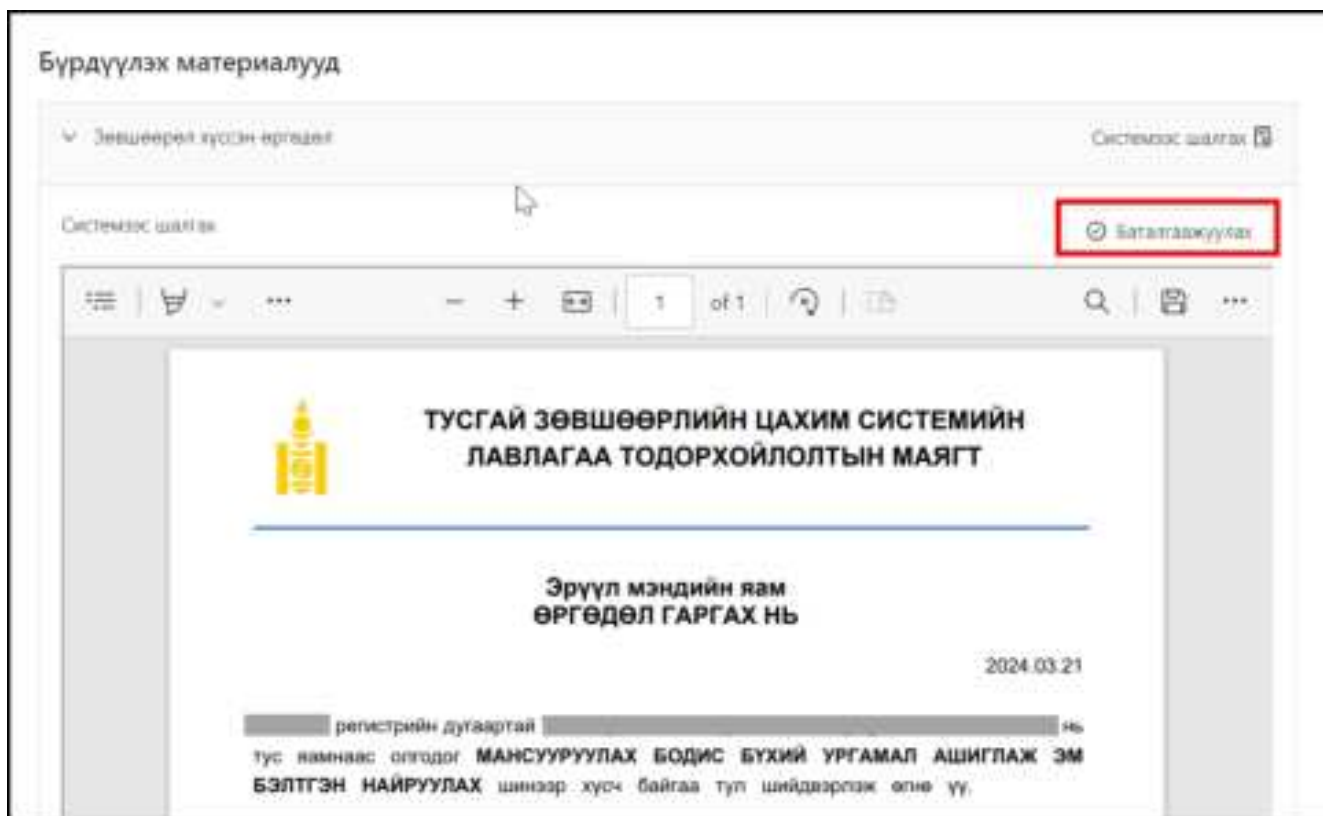 Бүрдүүлэх материалууд
Зөвшөөрөл хүссэн өргөдөл
Системээс шалгах
Системээс шалгах
Баталгаажуулах
1 of 1
ТУСГАЙ ЗӨВШӨӨРЛИЙН ЦАХИМ СИСТЕМИЙН
ЛАВЛАГАА ТОДОРХОЙЛОЛТЫН МАЯГТ
Эрүүл мэндийн яам
ӨРГӨДӨЛ ГАРГАХ НЬ
2024.03.21
регистрийн дугаартай нь
тус яамнаас олгодог МАНСУУРУУЛАХ БОДИС БҮХИЙ УРГАМАЛ АШИГЛАЖ ЭМ
БЭЛТГЭН НАЙРУУЛАХ шинээр хүсч байгаа тул шийдвэрлэж өгнө үү.